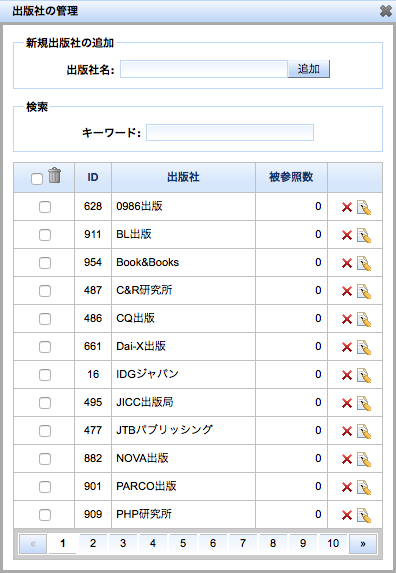 出版社の管理
新規出版社の追加
出版社名: 追加
検索
キーワード:
ID 出版社 被参照数
628 0986出版 0
911 BL出版 0
954 Book&Books 0
487 C&R研究所 0
486 CQ出版 0
661 Dai-X出版 0
16 IDGジャパン 0
495 JICC出版局 0
477 JTBパブリッシング 0
882 NOVA出版 0
901 PARCO出版 0
909 PHP研究所 0
« 1 2 3 4 5 6 7 8 9 10 »